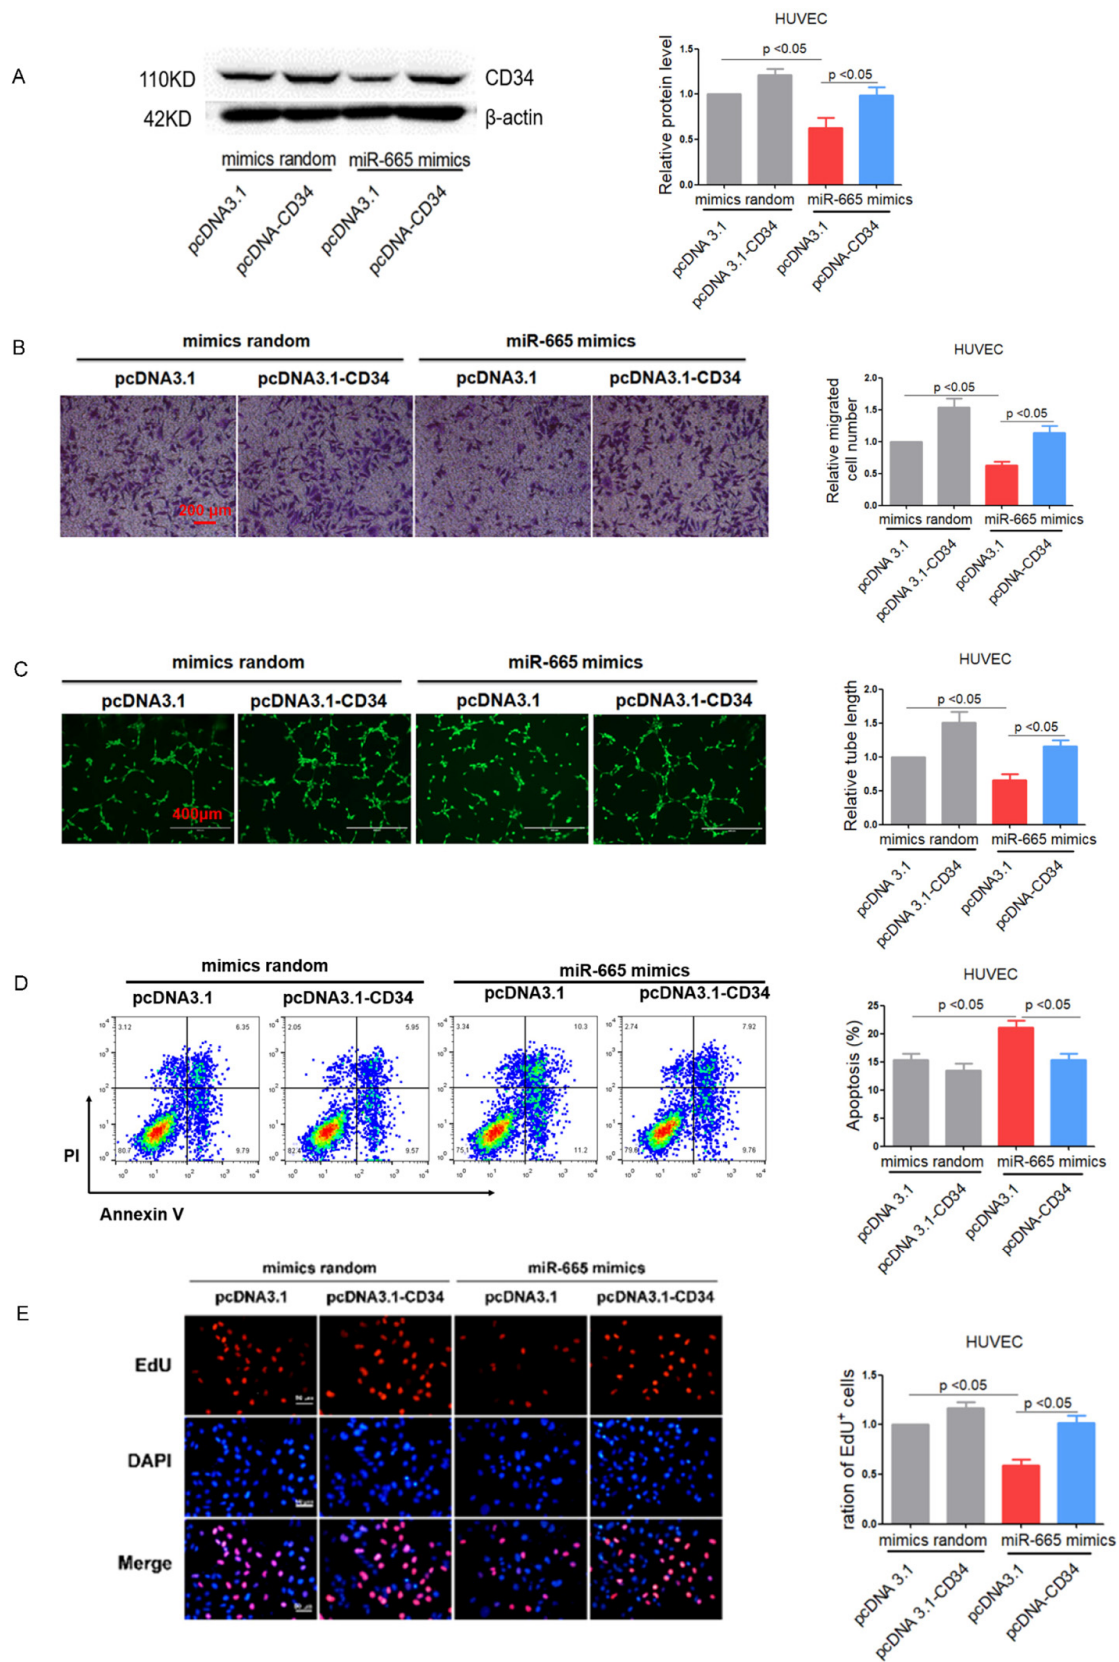 A
110KD
CD34
42KD
β-actin
mimics random
miR-665 mimics
pcDNA3.1
pcDNA-CD34
pcDNA3.1
pcDNA-CD34
HUVEC
Relative protein level
1.5
1.0
0.5
0.0
p <0.05
p <0.05
mimics random
miR-665 mimics
pcDNA 3.1
pcDNA 3.1-CD34
pcDNA3.1
pcDNA-CD34
B
mimics random
miR-665 mimics
pcDNA3.1
pcDNA3.1-CD34
pcDNA3.1
pcDNA3.1-CD34
200 μm
HUVEC
Relative migrated
cell number
2.0
1.5
1.0
0.5
0.0
p <0.05
p <0.05
mimics random
miR-665 mimics
pcDNA 3.1
pcDNA 3.1-CD34
pcDNA3.1
pcDNA-CD34
C
mimics random
miR-665 mimics
pcDNA3.1
pcDNA3.1-CD34
pcDNA3.1
pcDNA3.1-CD34
400μm
HUVEC
Relative tube length
2.0
1.5
1.0
0.5
0.0
p <0.05
p <0.05
mimics random
miR-665 mimics
pcDNA 3.1
pcDNA 3.1-CD34
pcDNA3.1
pcDNA-CD34
D
mimics random
miR-665 mimics
pcDNA3.1
pcDNA3.1-CD34
pcDNA3.1
pcDNA3.1-CD34
3.12
6.35
80.7
9.79
2.05
5.95
82.4
9.57
3.34
10.3
75.1
11.2
2.74
7.92
79.6
9.76
PI
Annexin V
HUVEC
Apoptosis (%)
25
20
15
10
5
0
p <0.05
p <0.05
mimics random
miR-665 mimics
pcDNA 3.1
pcDNA 3.1-CD34
pcDNA3.1
pcDNA-CD34
E
mimics random
miR-665 mimics
pcDNA3.1
pcDNA3.1-CD34
pcDNA3.1
pcDNA3.1-CD34
EdU
DAPI
Merge
HUVEC
ration of EdU⁺ cells
1.5
1.0
0.5
0.0
p <0.05
p <0.05
mimics random
miR-665 mimics
pcDNA 3.1
pcDNA 3.1-CD34
pcDNA3.1
pcDNA-CD34